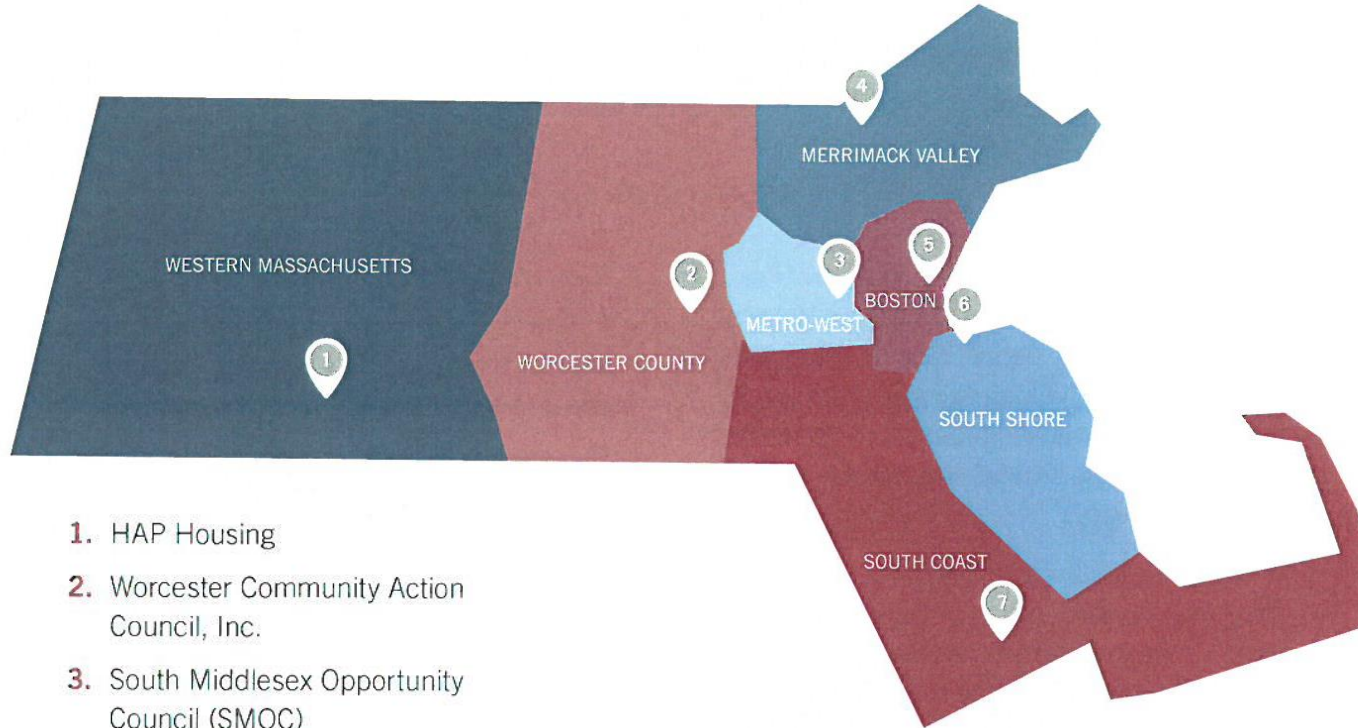 4
MERRIMACK VALLEY
5
3
2
WESTERN MASSACHUSETTS
BOSTON
6
METRO-WEST
1
WORCESTER COUNTY
SOUTH SHORE
SOUTH COAST
7
1. HAP Housing
2. Worcester Community Action
Council, Inc.
3. South Middlesex Opportunity
Council (SMOC)